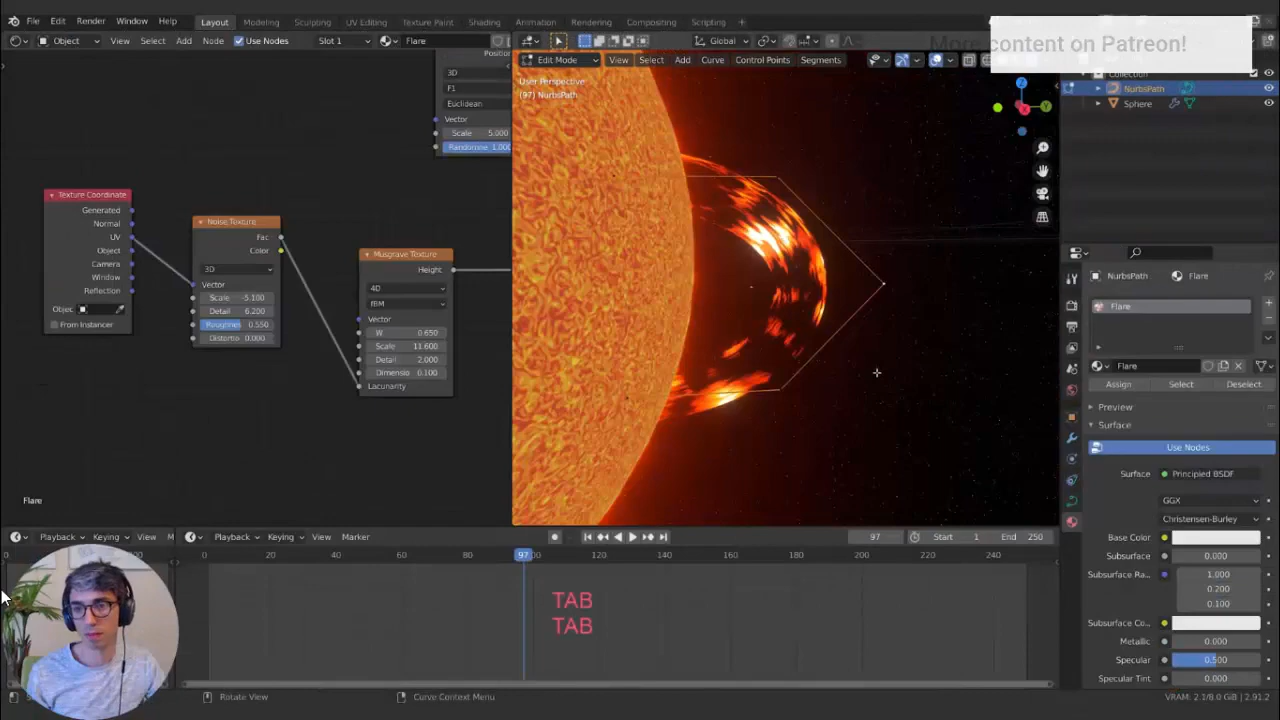 File Edit Render Window Help Layout Modeling Sculpting UV Editing Texture Paint Shading Animation Rendering Compositing Scripting +
Object View Select Add Node Use Nodes Slot 1 Flare
Global
More content on Patreon!
Edit Mode View Select Add Curve Control Points Segments
User Perspective
(97) NurbsPath
Collection
NurbsPath
Sphere
Position
3D
F1
Euclidean
Vector
Scale 5.000
Randomne 1.000
Texture Coordinate
Generated
Normal
UV
Object
Camera
Window
Reflection
Objec
From Instancer
Noise Texture
Fac
Color
3D
Vector
Scale -5.100
Detail 6.200
Roughnes 0.550
Distortio 0.000
Musgrave Texture
Height
4D
fBM
Vector
W 0.650
Scale 11.600
Detail 2.000
Dimensio 0.100
Lacunarity
Flare
X
Z
Y
NurbsPath Flare
Flare
Flare
Assign Select Deselect
Preview
Surface
Use Nodes
Surface Principled BSDF
GGX
Christensen-Burley
Base Color
Subsurface 0.000
Subsurface Ra... 1.000
0.200
0.100
Subsurface Co...
Metallic 0.000
Specular 0.500
Specular Tint 0.000
Playback Keying View M
Playback Keying View Marker
97 Start 1 End 250
0 20 40 60 80 97 100 120 140 160 180 200 220 240
TAB
TAB
Rotate View
Curve Context Menu
VRAM: 2.1/8.0 GiB | 2.91.2